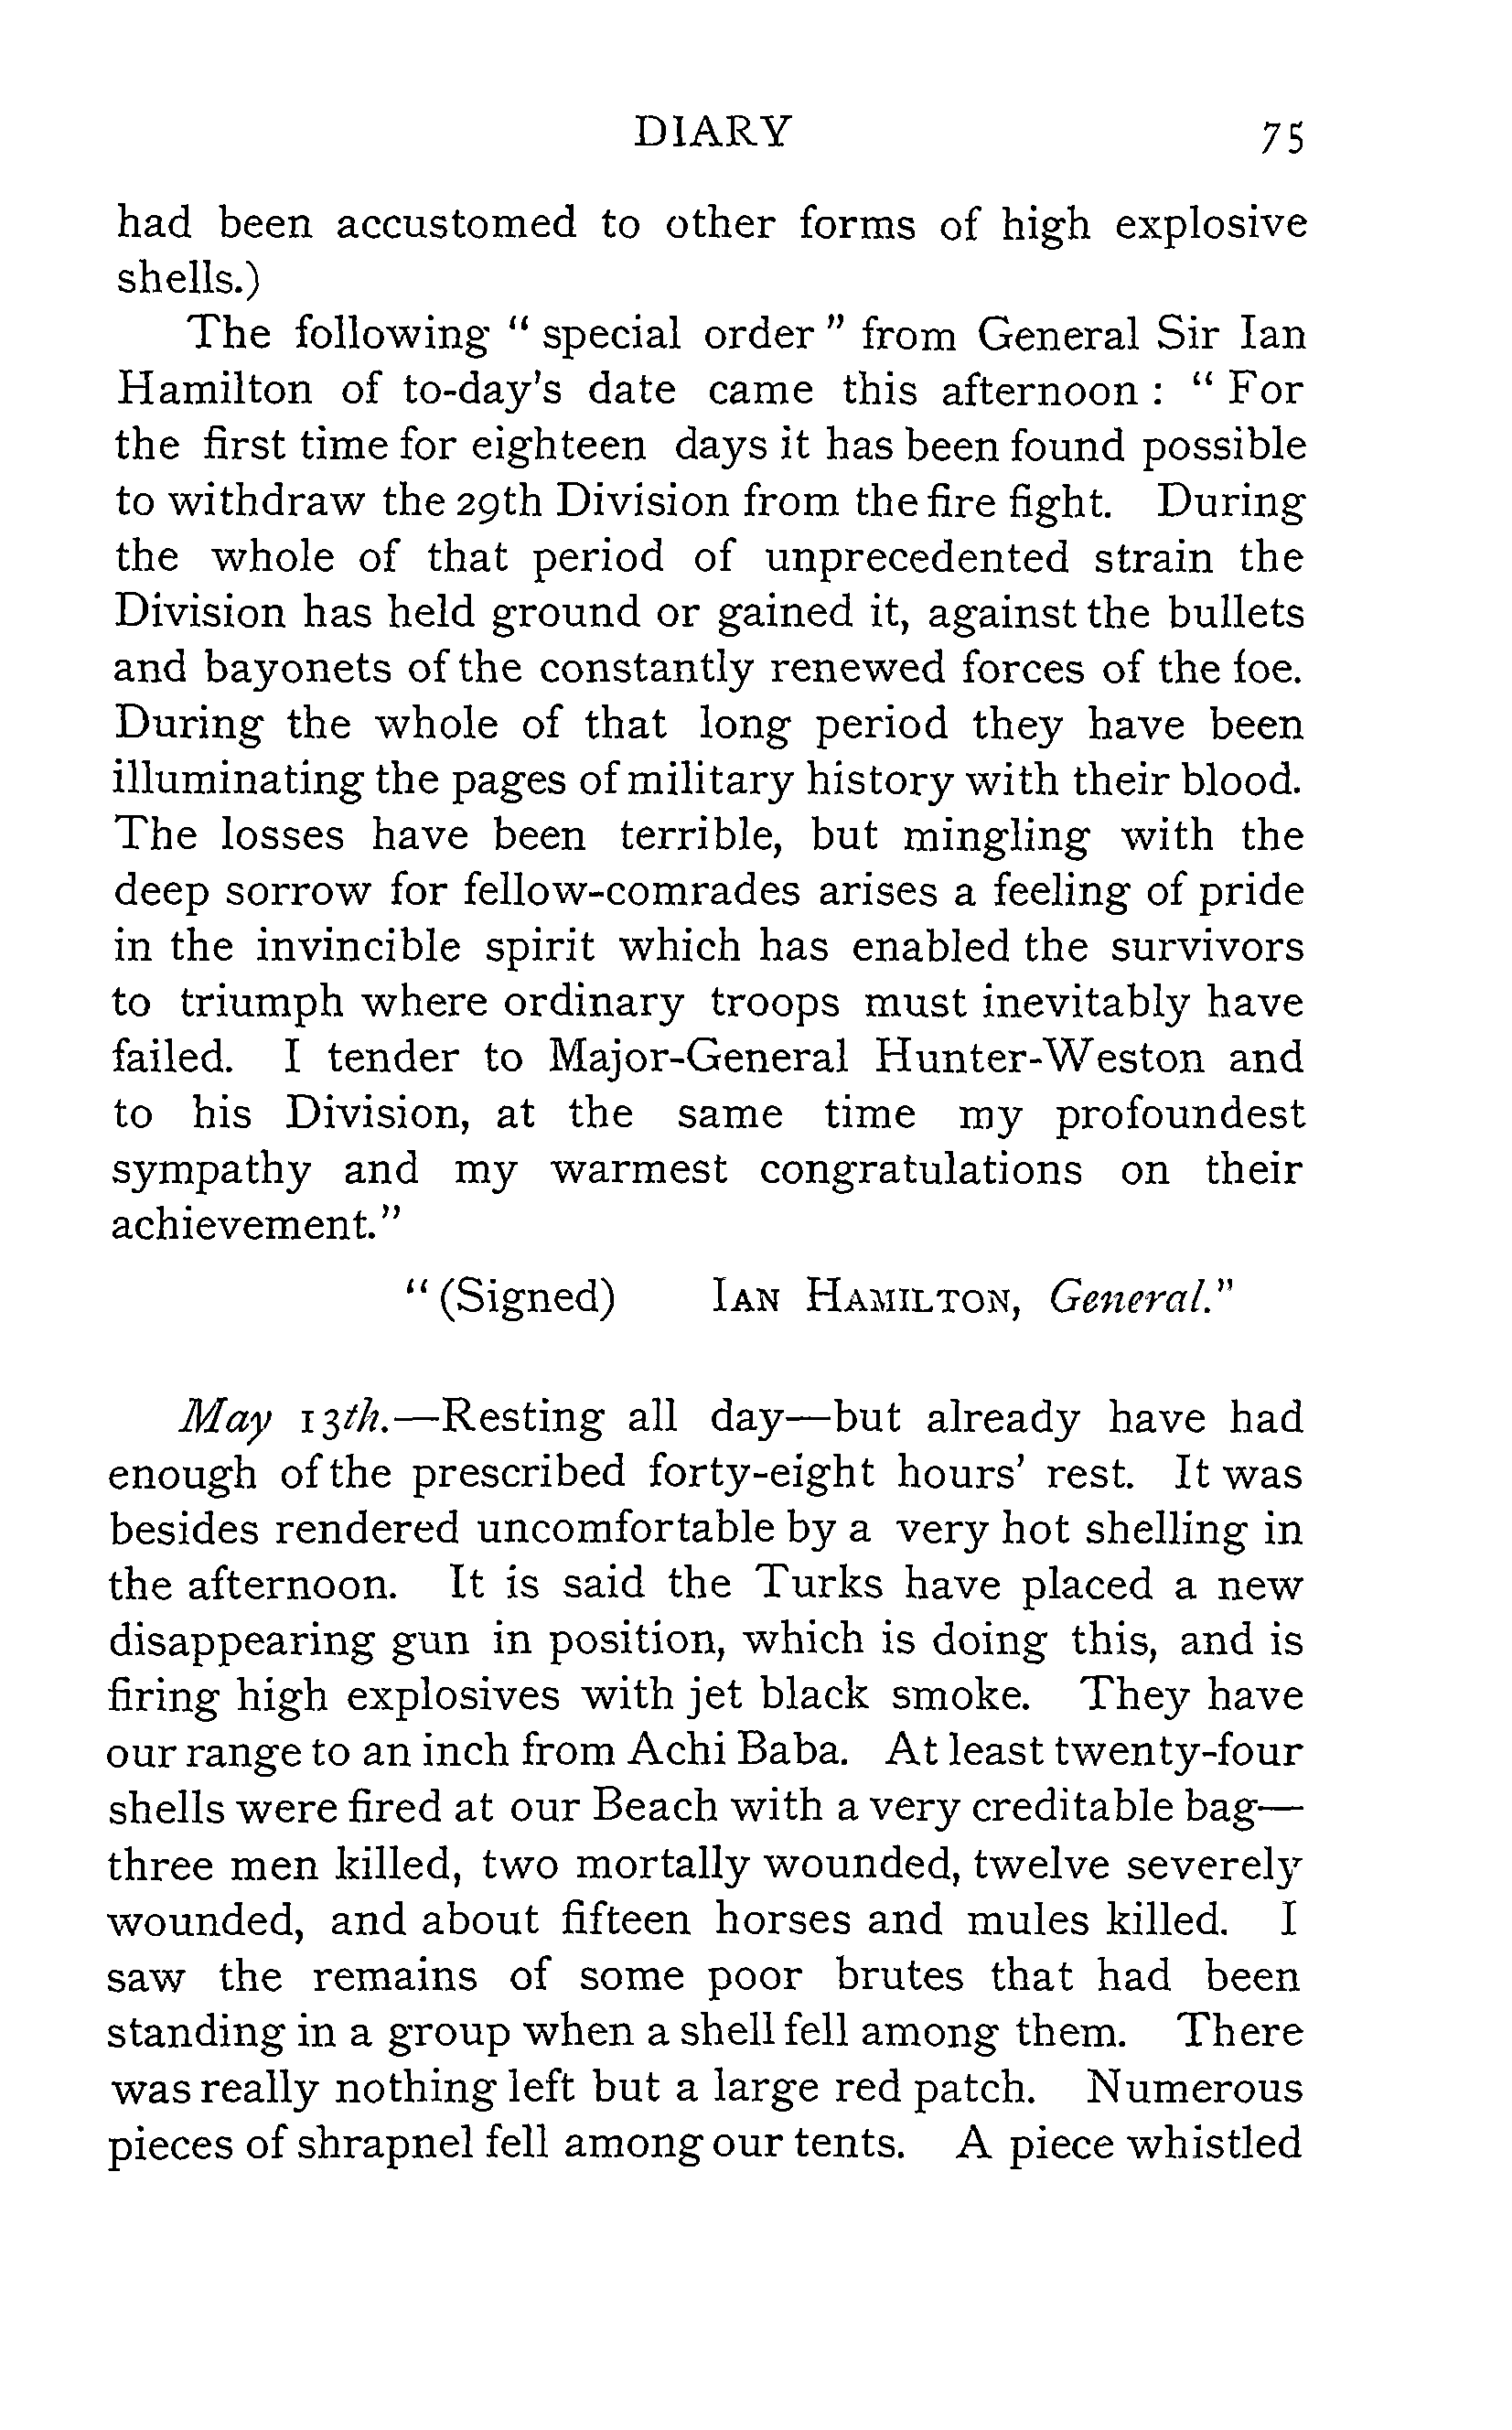 DIARY 75
had been accustomed to other forms of high explosive
shells.)
The following “ special order ” from General Sir Ian
Hamilton of to-day’s date came this afternoon : “ For
the first time for eighteen days it has been found possible
to withdraw the 29th Division from the fire fight. During
the whole of that period of unprecedented strain the
Division has held ground or gained it, against the bullets
and bayonets of the constantly renewed forces of the foe.
During the whole of that long period they have been
illuminating the pages of military history with their blood.
The losses have been terrible, but mingling with the
deep sorrow for fellow-comrades arises a feeling of pride
in the invincible spirit which has enabled the survivors
to triumph where ordinary troops must inevitably have
failed. I tender to Major-General Hunter-Weston and
to his Division, at the same time my profoundest
sympathy and my warmest congratulations on their
achievement.”
“ (Signed) IAN HAMILTON, General.”
May 13th.—Resting all day—but already have had
enough of the prescribed forty-eight hours’ rest. It was
besides rendered uncomfortable by a very hot shelling in
the afternoon. It is said the Turks have placed a new
disappearing gun in position, which is doing this, and is
firing high explosives with jet black smoke. They have
our range to an inch from Achi Baba. At least twenty-four
shells were fired at our Beach with a very creditable bag—
three men killed, two mortally wounded, twelve severely
wounded, and about fifteen horses and mules killed. I
saw the remains of some poor brutes that had been
standing in a group when a shell fell among them. There
was really nothing left but a large red patch. Numerous
pieces of shrapnel fell among our tents. A piece whistled